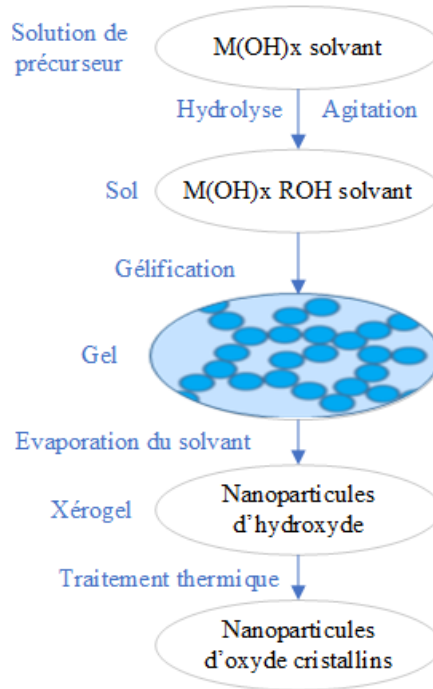 Solution de
précurseur
M(OH)x solvant
Hydrolyse
Agitation
Sol
M(OH)x ROH solvant
Gélification
Gel
Evaporation du solvant
Xérogel
Nanoparticules
d'hydroxyde
Traitement thermique
Nanoparticules
d'oxyde cristallins